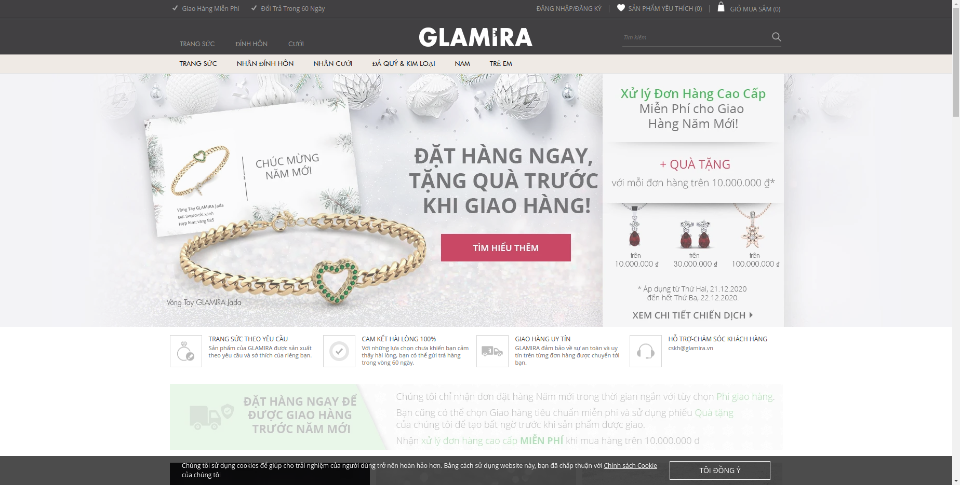 Giao Hàng Miễn Phí
Đổi Trả Trong 60 Ngày
ĐĂNG NHẬP/ĐĂNG KÝ
SẢN PHẨM YÊU THÍCH (0)
GIỎ MUA SẮM (0)
TRANG SỨC
ĐÍNH HÔN
CƯỚI
GLAMIRA
Tìm kiếm
TRANG SỨC
NHẪN ĐÍNH HÔN
NHẪN CƯỚI
ĐÁ QUÝ & KIM LOẠI
NAM
TRẺ EM
CHÚC MỪNG
NĂM MỚI
Vòng Tay GLAMIRA Jada
ĐẶT HÀNG NGAY,
TẶNG QUÀ TRƯỚC
KHI GIAO HÀNG!
TÌM HIỂU THÊM
Vòng Tay GLAMIRA Jada
Xử lý Đơn Hàng Cao Cấp
Miễn Phí cho Giao
Hàng Năm Mới!
+ QUÀ TẶNG
với mỗi đơn hàng trên 10.000.000 ₫*
trên
10.000.000 ₫
trên
30.000.000 ₫
trên
100.000.000 ₫
* Áp dụng từ Thứ Hai, 21.12.2020
đến hết Thứ Ba, 22.12.2020
XEM CHI TIẾT CHIẾN DỊCH
TRANG SỨC THEO YÊU CẦU
Sản phẩm của GLAMIRA được sản xuất
theo yêu cầu và sở thích của riêng bạn.
CAM KẾT HÀI LÒNG 100%
Với những lựa chọn chưa khiến bạn cảm
thấy hài lòng, bạn có thể gửi trả hàng
trong vòng 60 ngày.
GIAO HÀNG UY TÍN
GLAMIRA đảm bảo về sự an toàn và uy
tín trên từng đơn hàng được chuyển tới
bạn.
HỖ TRỢ-CHĂM SÓC KHÁCH HÀNG
cskh@glamira.vn
ĐẶT HÀNG NGAY ĐỂ
ĐƯỢC GIAO HÀNG
TRƯỚC NĂM MỚI
Chúng tôi chỉ nhận đơn đặt hàng Năm mới trong thời gian ngắn với tùy chọn Phí giao hàng.
Bạn cũng có thể chọn Giao hàng tiêu chuẩn miễn phí và sử dụng phiếu Quà tặng
của chúng tôi để tạo bất ngờ trước khi sản phẩm được giao.
Nhận xử lý đơn hàng cao cấp MIỄN PHÍ khi mua hàng trên 10.000.000 đ
Chúng tôi sử dụng cookies để giúp cho trải nghiệm của người dùng trở nên hoàn hảo hơn. Bằng cách sử dụng website này, bạn đã chấp thuận với Chính sách Cookie
của chúng tôi
TÔI ĐỒNG Ý